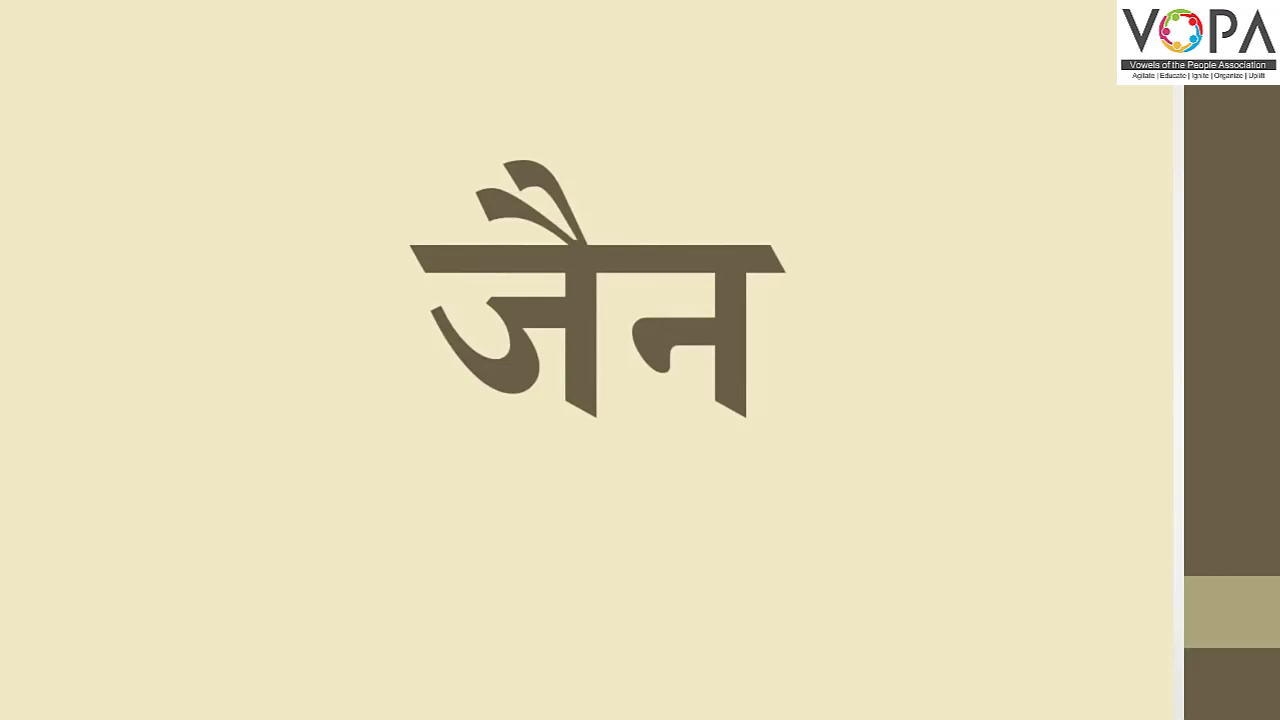 VOPA
Vowels of the People Association
Agitate | Educate | Ignite | Organize | Uplift
जैन